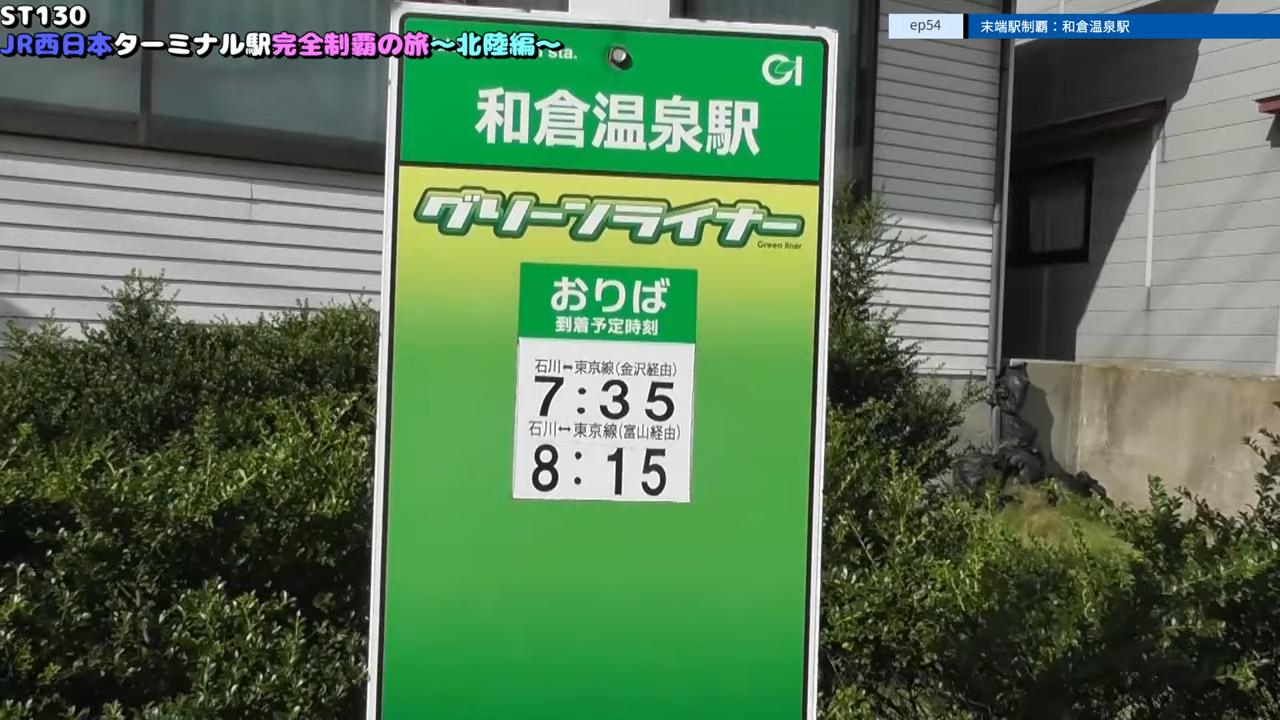 ST130
JR西日本ターミナル駅完全制覇の旅～北陸編～
ep54 末端駅制覇：和倉温泉駅
sta.
和倉温泉駅
グリーンライナー
Green liner
おりば
到着予定時刻
石川↔東京線(金沢経由)
7:35
石川↔東京線(富山経由)
8:15